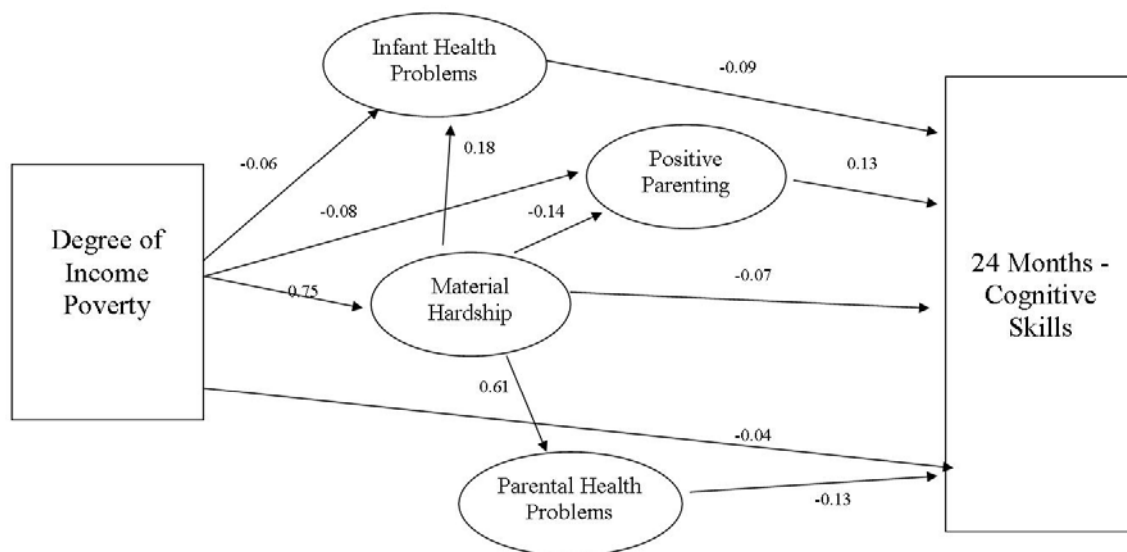 Infant Health
Problems
-0.09
-0.06
0.18
Positive
Parenting
0.13
-0.08
-0.14
Degree of
Income
Poverty
0.75
Material
Hardship
-0.07
24 Months -
Cognitive
Skills
0.61
-0.04
Parental Health
Problems
-0.13